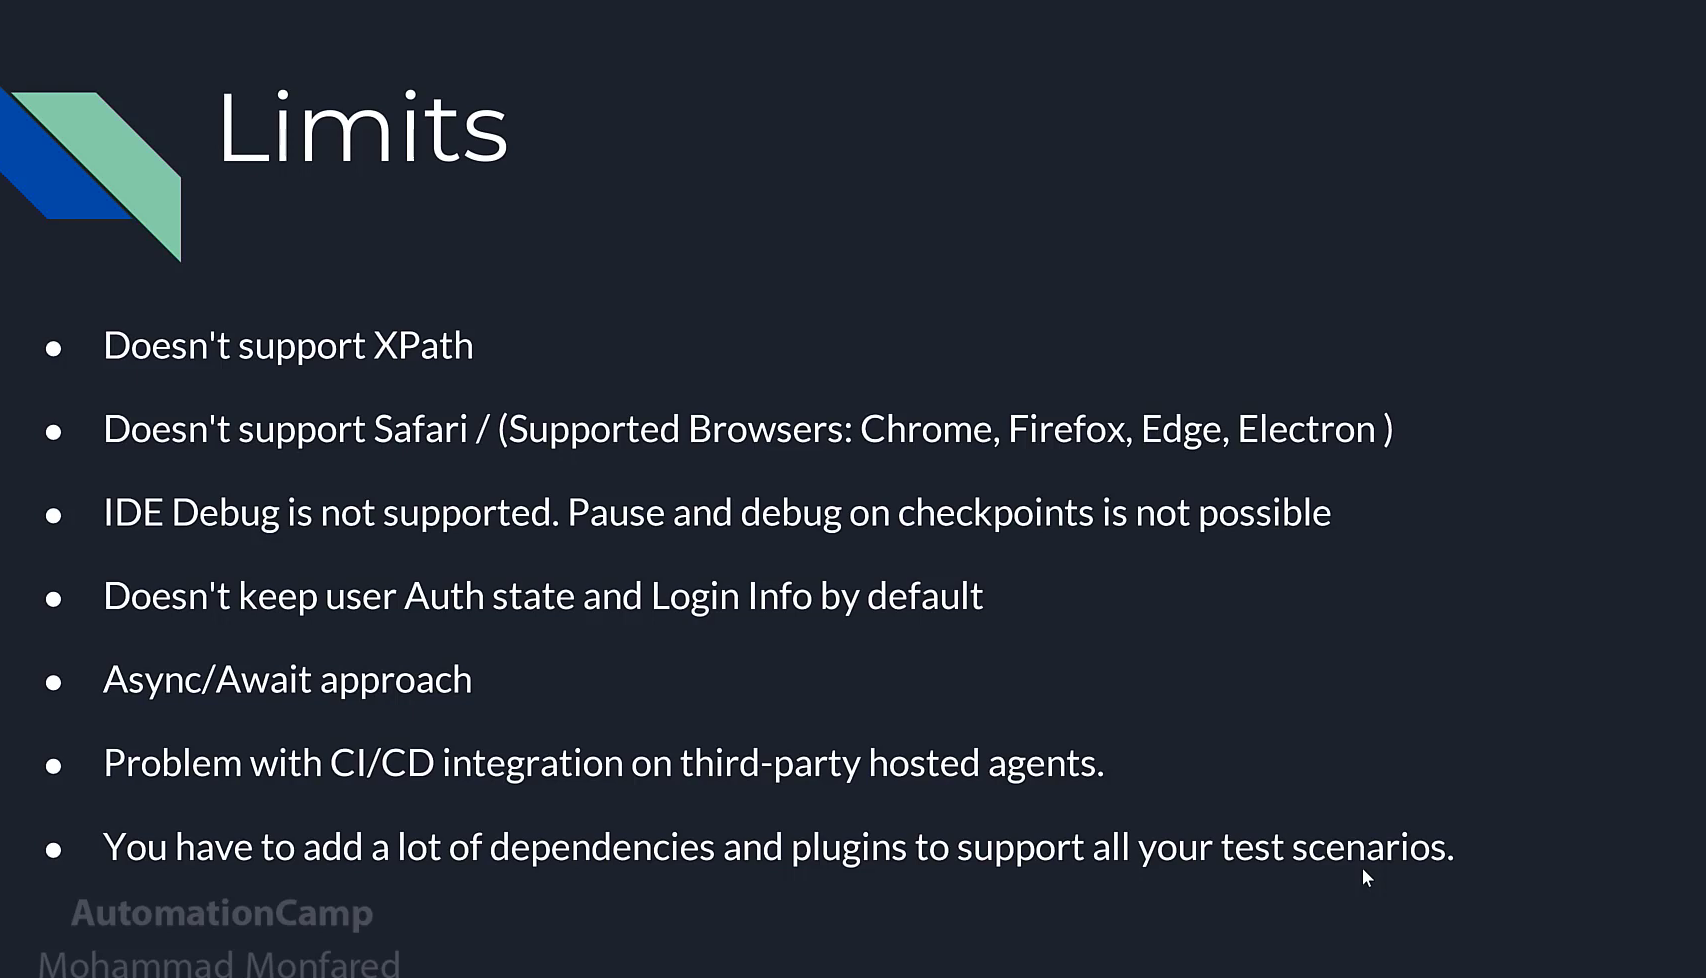 Limits
● Doesn't support XPath
● Doesn't support Safari / (Supported Browsers: Chrome, Firefox, Edge, Electron )
● IDE Debug is not supported. Pause and debug on checkpoints is not possible
● Doesn't keep user Auth state and Login Info by default
● Async/Await approach
● Problem with CI/CD integration on third-party hosted agents.
● You have to add a lot of dependencies and plugins to support all your test scenarios.
AutomationCamp
Mohammad Monfared